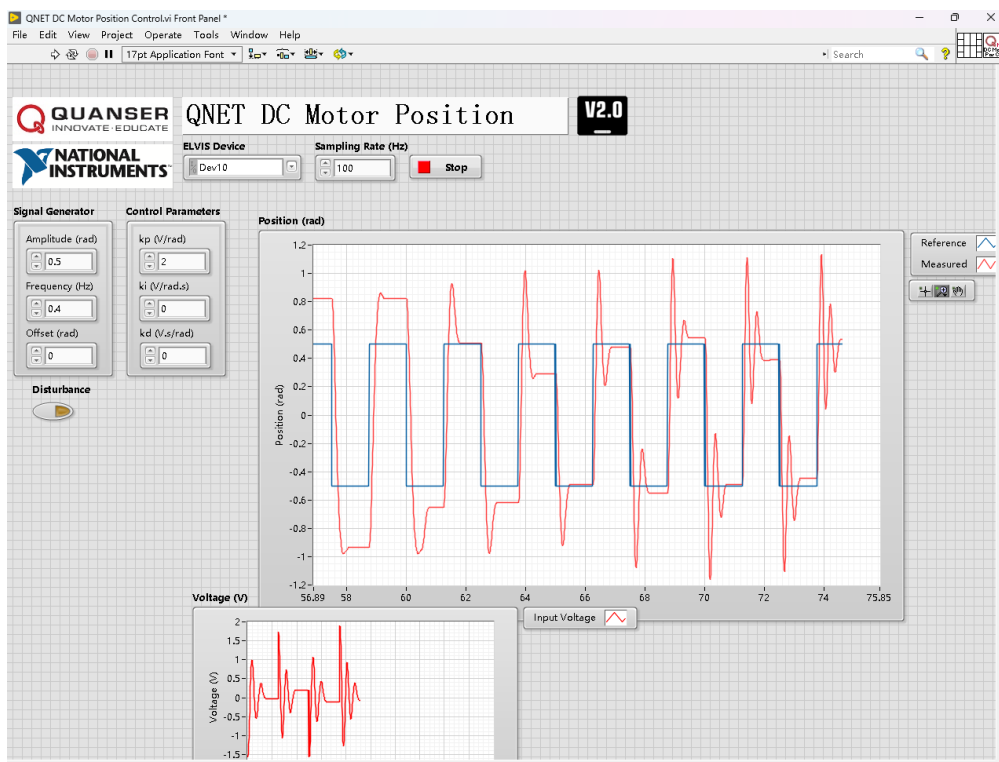 QNET DC Motor Position Control.vi Front Panel *
File Edit View Project Operate Tools Window Help
17pt Application Font
Search
QUANSER
INNOVATE·EDUCATE
QNET DC Motor Position
V2.0
NATIONAL
INSTRUMENTS
ELVIS Device
Dev10
Sampling Rate (Hz)
100
Stop
Signal Generator
Amplitude (rad)
0.5
Frequency (Hz)
0.4
Offset (rad)
0
Disturbance
Control Parameters
kp (V/rad)
2
ki (V/rad.s)
0
kd (V.s/rad)
0
Position (rad)
Position (rad)
1.2
1
0.8
0.6
0.4
0.2
0
-0.2
-0.4
-0.6
-0.8
-1
-1.2
56.89 58 60 62 64 66 68 70 72 74 75.85
Reference
Measured
Voltage (V)
Input Voltage
Voltage (V)
2
1.5
1
0.5
0
-0.5
-1
-1.5